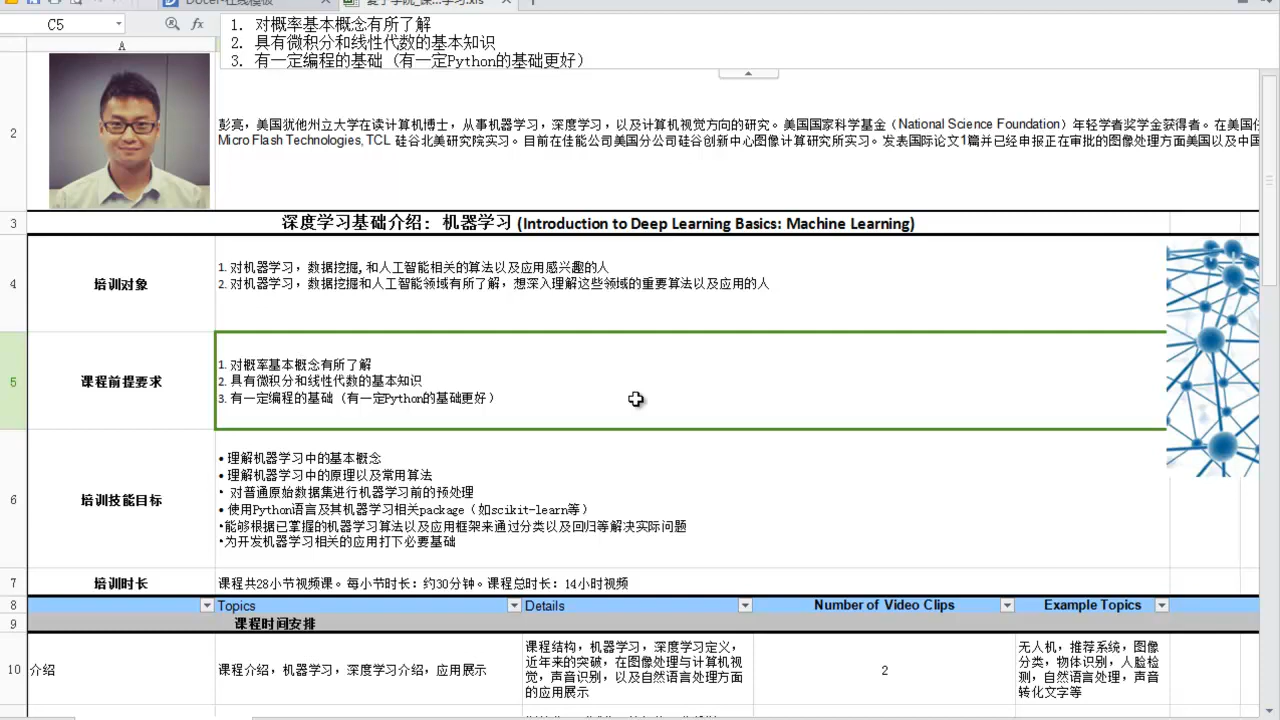 C5
fx
1. 对概率基本概念有所了解
2. 具有微积分和线性代数的基本知识
3. 有一定编程的基础（有一定Python的基础更好）
A
2
彭亮，美国犹他州立大学在读计算机博士，从事机器学习，深度学习，以及计算机视觉方向的研究。美国国家科学基金（National Science Foundation）年轻学者奖学金获得者。在美国
Micro Flash Technologies, TCL 硅谷北美研究院实习。目前在佳能公司美国分公司硅谷创新中心图像计算研究所实习。发表国际论文1篇并已经申报正在审批的图像处理方面美国以及中国
3
深度学习基础介绍：机器学习 (Introduction to Deep Learning Basics: Machine Learning)
4
培训对象
1. 对机器学习，数据挖掘, 和人工智能相关的算法以及应用感兴趣的人
2. 对机器学习，数据挖掘和人工智能领域有所了解，想深入理解这些领域的重要算法以及应用的人
5
课程前提要求
1. 对概率基本概念有所了解
2. 具有微积分和线性代数的基本知识
3. 有一定编程的基础（有一定Python的基础更好）
6
培训技能目标
• 理解机器学习中的基本概念
• 理解机器学习中的原理以及常用算法
• 对普通原始数据集进行机器学习前的预处理
• 使用Python语言及其机器学习相关package（如scikit-learn等）
•能够根据已掌握的机器学习算法以及应用框架来通过分类以及回归等解决实际问题
•为开发机器学习相关的应用打下必要基础
7
培训时长
课程共28小节视频课。每小节时长：约30分钟。课程总时长：14小时视频
8
Topics
Details
Number of Video Clips
Example Topics
9
课程时间安排
10
介绍
课程介绍，机器学习，深度学习介绍，应用展示
课程结构，机器学习，深度学习定义，
近年来的突破，在图像处理与计算机视
觉，声音识别，以及自然语言处理方面
的应用展示
2
无人机，推荐系统，图像
分类，物体识别，人脸检
测，自然语言处理，声音
转化文字等